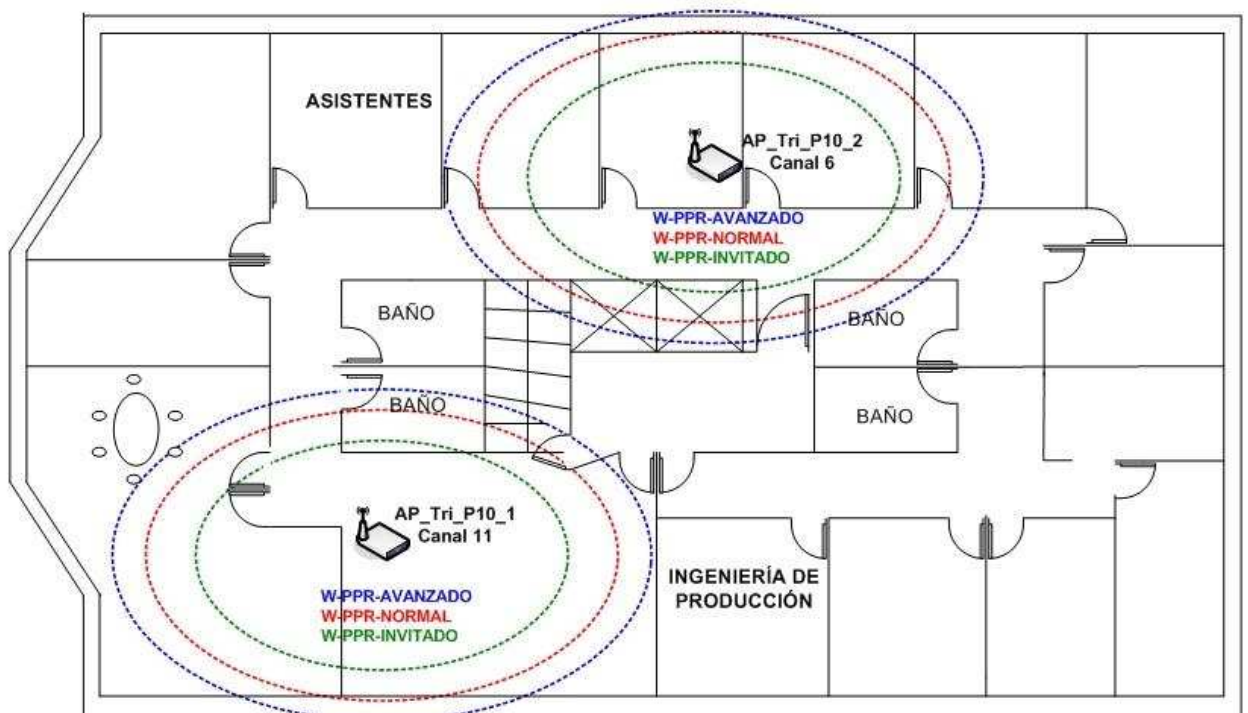 ASISTENTES
AP_Tri_P10_2
Canal 6
W-PPR-AVANZADO
W-PPR-NORMAL
W-PPR-INVITADO
BAÑO
BAÑO
BAÑO
BAÑO
AP_Tri_P10_1
Canal 11
W-PPR-AVANZADO
W-PPR-NORMAL
W-PPR-INVITADO
INGENIERÍA DE
PRODUCCIÓN